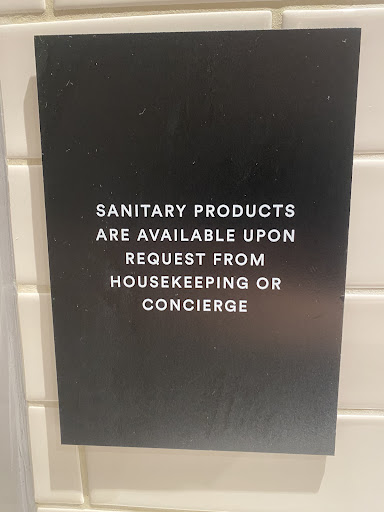 SANITARY PRODUCTS
ARE AVAILABLE UPON
REQUEST FROM
HOUSEKEEPING OR
CONCIERGE